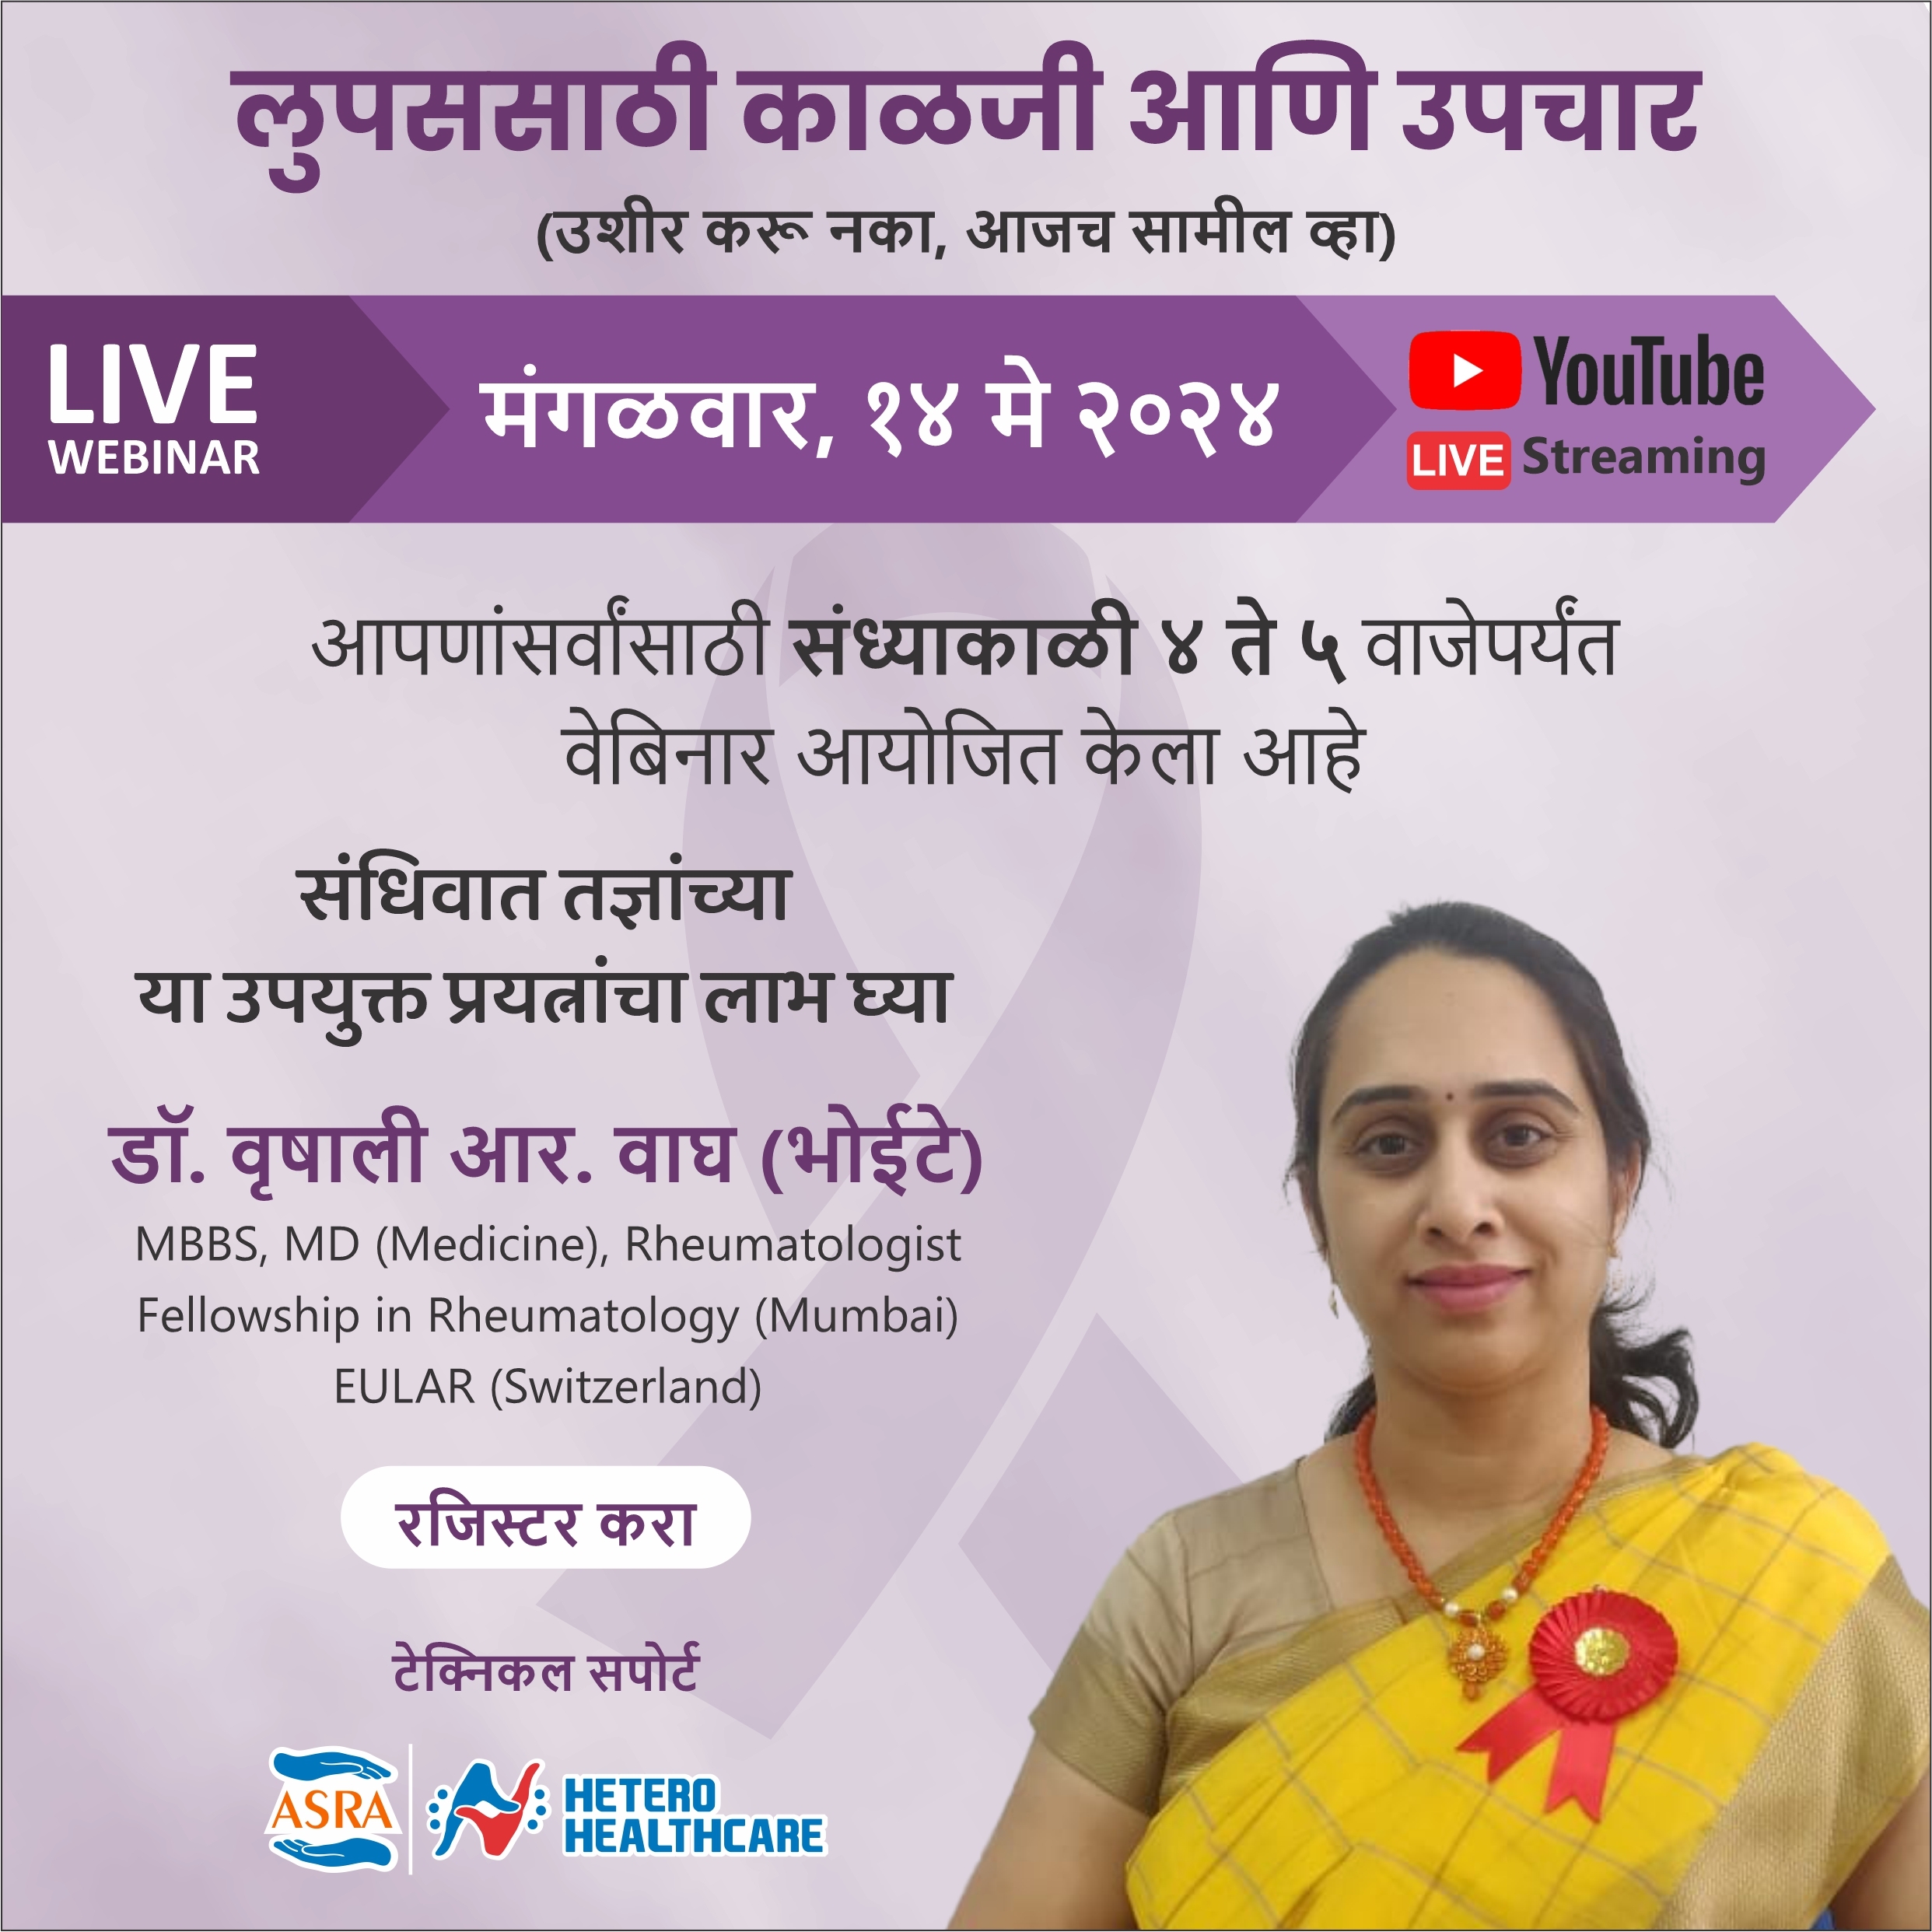 लुपससाठी काळजी आणि उपचार
(उशीर करू नका, आजच सामील व्हा)
LIVE
WEBINAR
मंगळवार, १४ मे २०२४
YouTube
LIVE Streaming
आपणांसर्वांसाठी संध्याकाळी ४ ते ५ वाजेपर्यंत
वेबिनार आयोजित केला आहे
संधिवात तज्ञांच्या
या उपयुक्त प्रयत्नांचा लाभ घ्या
डॉ. वृषाली आर. वाघ (भोईटे)
MBBS, MD (Medicine), Rheumatologist
Fellowship in Rheumatology (Mumbai)
EULAR (Switzerland)
रजिस्टर करा
टेक्निकल सपोर्ट
ASRA
HETERO
HEALTHCARE